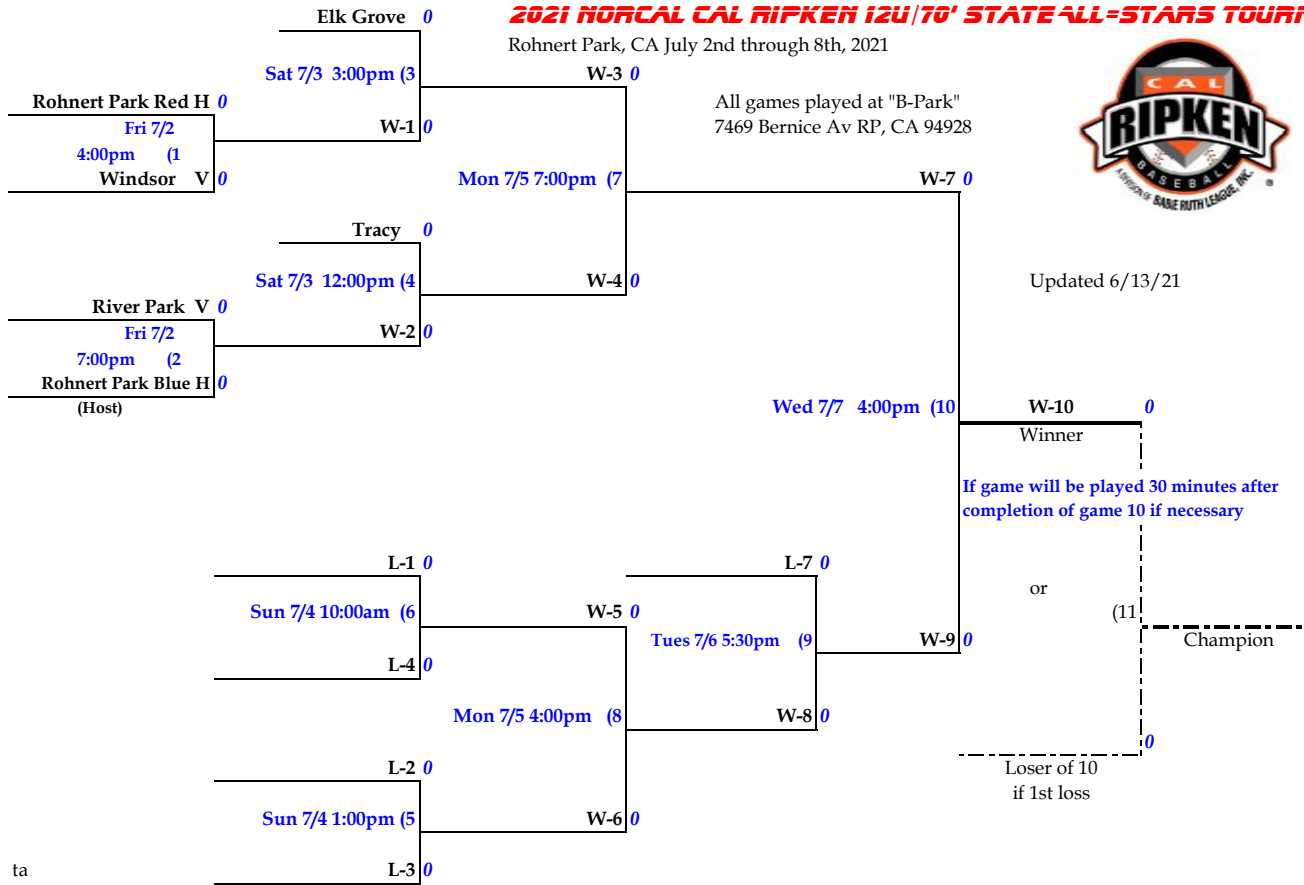 2021 NORCAL CAL RIPKEN 12U/70' STATE ALL=STARS TOURN
Elk Grove 0
Rohnert Park, CA July 2nd through 8th, 2021
Sat 7/3 3:00pm (3
W-3 0
Rohnert Park Red H 0
All games played at "B-Park"
7469 Bernice Av RP, CA 94928
CAL
RIPKEN
BASEBALL
A DIVISION OF BABE RUTH LEAGUE, INC.
®
Fri 7/2
W-1 0
4:00pm (1
Windsor V 0
Mon 7/5 7:00pm (7
W-7 0
Tracy 0
Sat 7/3 12:00pm (4
W-4 0
Updated 6/13/21
River Park V 0
Fri 7/2
W-2 0
7:00pm (2
Rohnert Park Blue H 0
(Host)
Wed 7/7 4:00pm (10
W-10 0
Winner
If game will be played 30 minutes after
completion of game 10 if necessary
L-1 0
L-7 0
Sun 7/4 10:00am (6
W-5 0
or
(11
Tues 7/6 5:30pm (9
W-9 0
Champion
L-4 0
Mon 7/5 4:00pm (8
W-8 0
0
L-2 0
Loser of 10
if 1st loss
Sun 7/4 1:00pm (5
W-6 0
ta
L-3 0